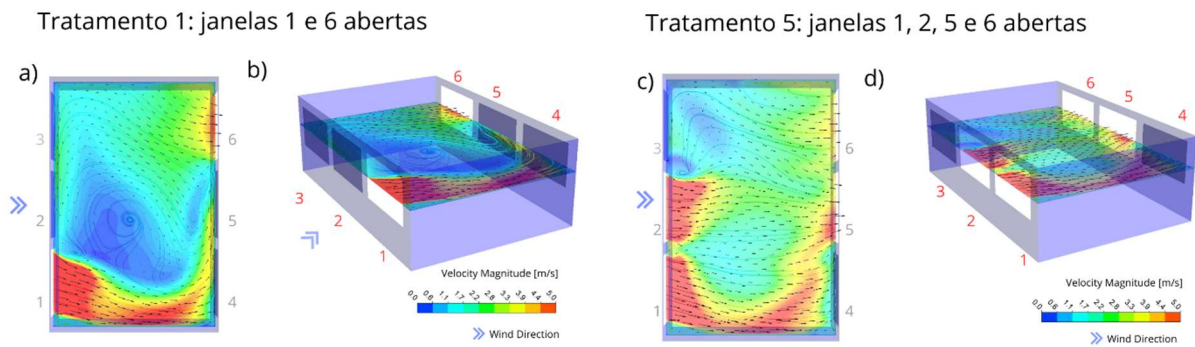 Tratamento 1: janelas 1 e 6 abertas
a)
3
2
1
6
5
4
b)
6
5
4
3
2
1
Velocity Magnitude [m/s]
0.0 0.6 1.1 1.7 2.2 2.8 3.3 3.9 4.4 5.0
Wind Direction
Tratamento 5: janelas 1, 2, 5 e 6 abertas
c)
3
2
1
6
5
4
d)
6
5
4
3
2
1
Velocity Magnitude [m/s]
0.0 0.6 1.1 1.7 2.2 2.8 3.3 3.9 4.4 5.0
Wind Direction